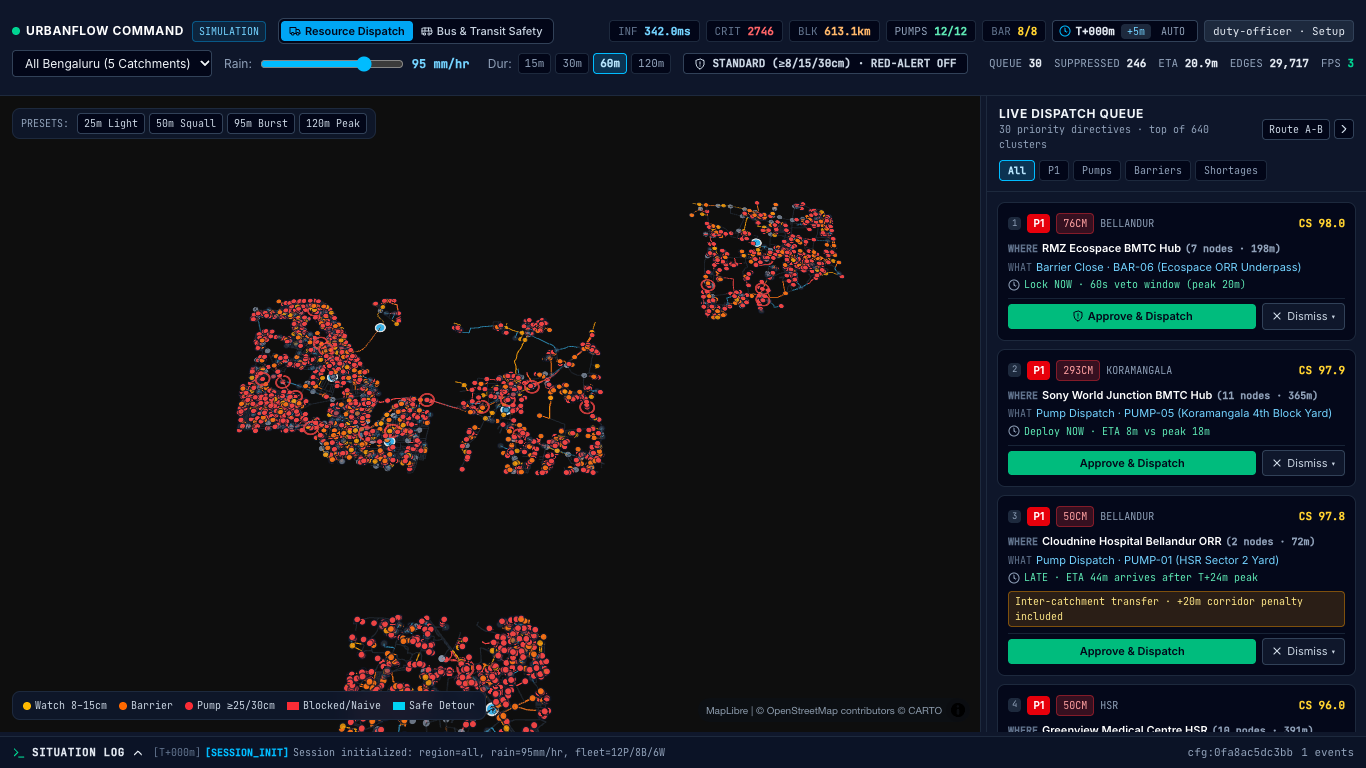 URBANFLOW COMMAND SIMULATION Resource Dispatch Bus & Transit Safety INF 342.0ms CRIT 2746 BLK 613.1km PUMPS 12/12 BAR 8/8 T+000m +5m AUTO duty-officer · Setup
All Bengaluru (5 Catchments) Rain: 95 mm/hr Dur: 15m 30m 60m 120m STANDARD (≥8/15/30cm) · RED-ALERT OFF QUEUE 30 SUPPRESSED 246 ETA 20.9m EDGES 29,717 FPS 3
PRESETS: 25m Light 50m Squall 95m Burst 120m Peak
LIVE DISPATCH QUEUE
30 priority directives · top of 640
clusters
Route A-B
All P1 Pumps Barriers Shortages
1 P1 76CM BELLANDUR CS 98.0
WHERE RMZ Ecospace BMTC Hub (7 nodes · 198m)
WHAT Barrier Close · BAR-06 (Ecospace ORR Underpass)
Lock NOW · 60s veto window (peak 20m)
Approve & Dispatch Dismiss
2 P1 293CM KORAMANGALA CS 97.9
WHERE Sony World Junction BMTC Hub (11 nodes · 365m)
WHAT Pump Dispatch · PUMP-05 (Koramangala 4th Block Yard)
Deploy NOW · ETA 8m vs peak 18m
Approve & Dispatch Dismiss
3 P1 50CM BELLANDUR CS 97.8
WHERE Cloudnine Hospital Bellandur ORR (2 nodes · 72m)
WHAT Pump Dispatch · PUMP-01 (HSR Sector 2 Yard)
LATE · ETA 44m arrives after T+24m peak
Inter-catchment transfer · +20m corridor penalty
included
Approve & Dispatch Dismiss
4 P1 50CM HSR CS 96.0
WHERE Greenview Medical Centre HSR (10 nodes · 391m)
Watch 8–15cm Barrier Pump ≥25/30cm Blocked/Naive Safe Detour
MapLibre | © OpenStreetMap contributors © CARTO
SITUATION LOG [T+000m] [SESSION_INIT] Session initialized: region=all, rain=95mm/hr, fleet=12P/8B/6W cfg:0fa8ac5dc3bb 1 events